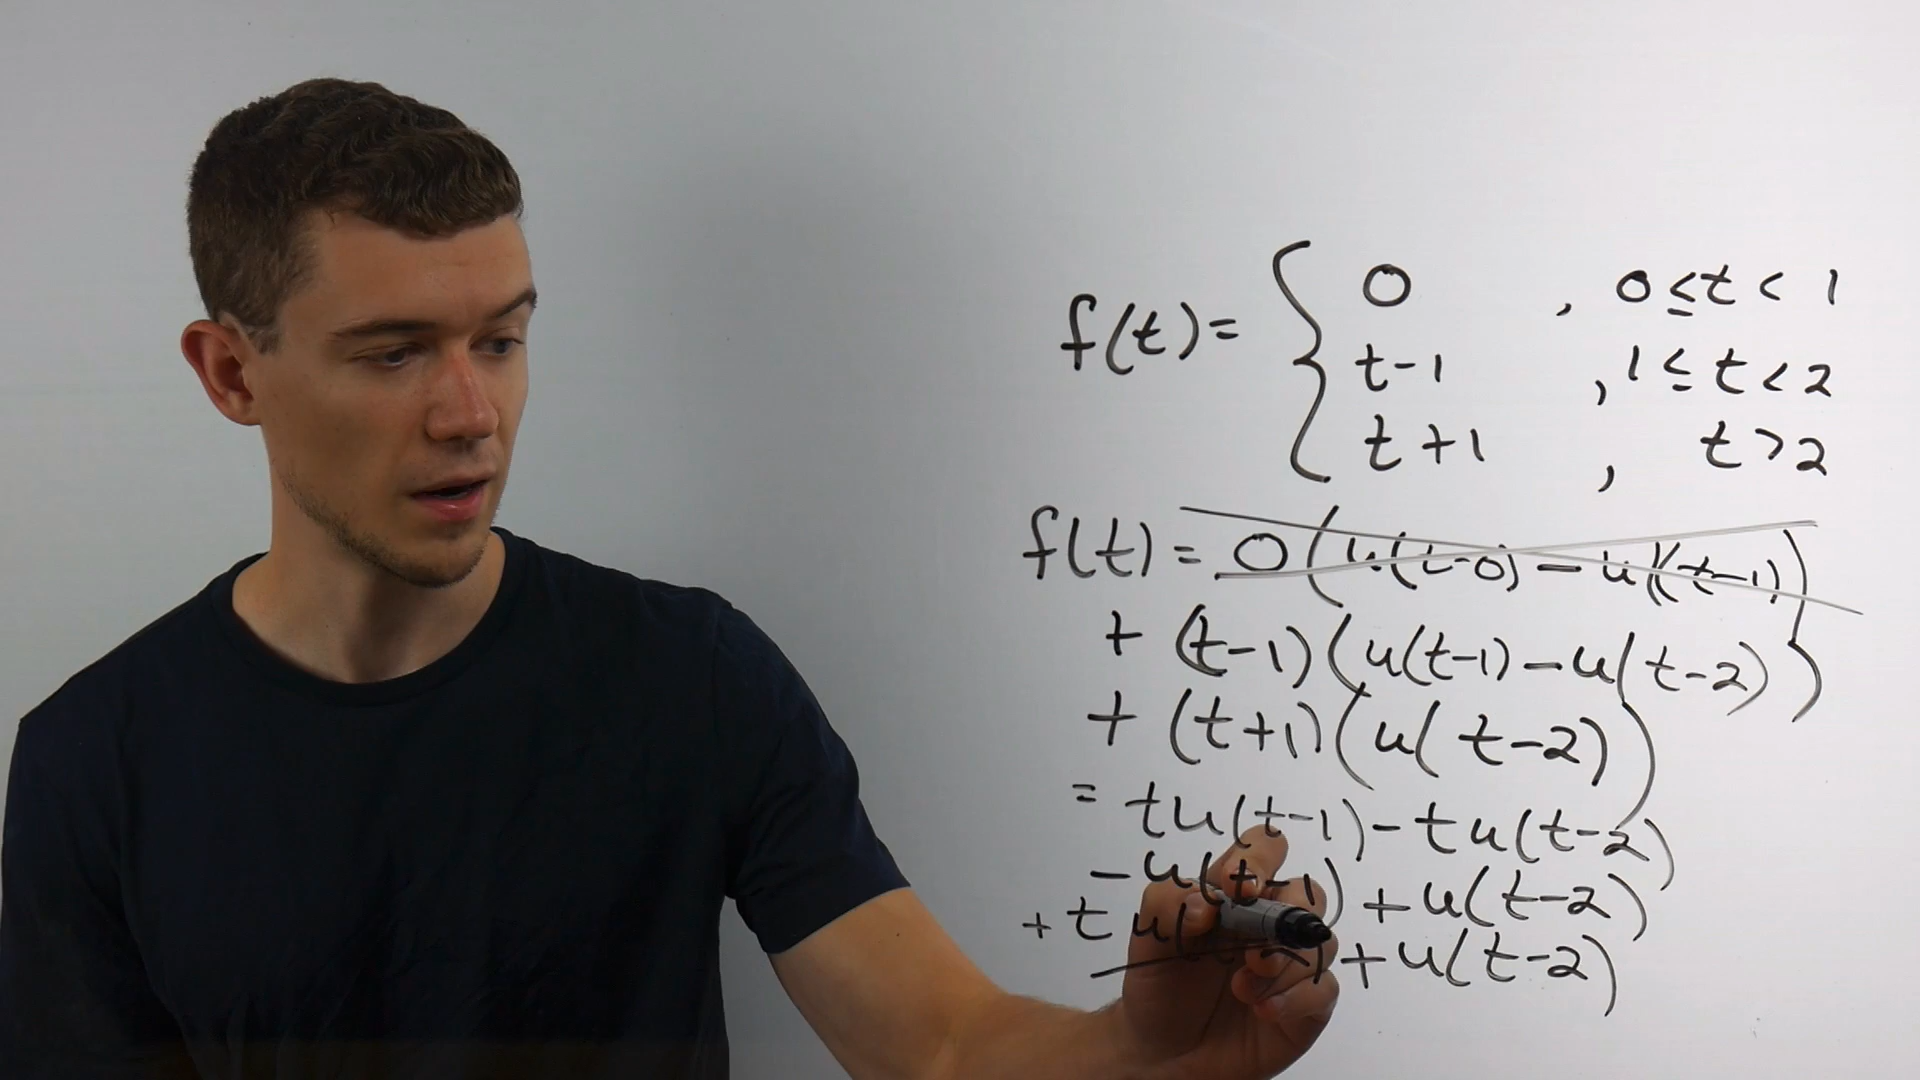 f(t) = { 0 , 0 ≤ t < 1
t-1 , 1 ≤ t < 2
t+1 , t > 2
f(t) = 0(u(t-0) - u(t-1))
+ (t-1)(u(t-1) - u(t-2))
+ (t+1)(u(t-2))
= tu(t-1) - tu(t-2)
-u(t-1) + u(t-2)
+ tu( + u(t-2)